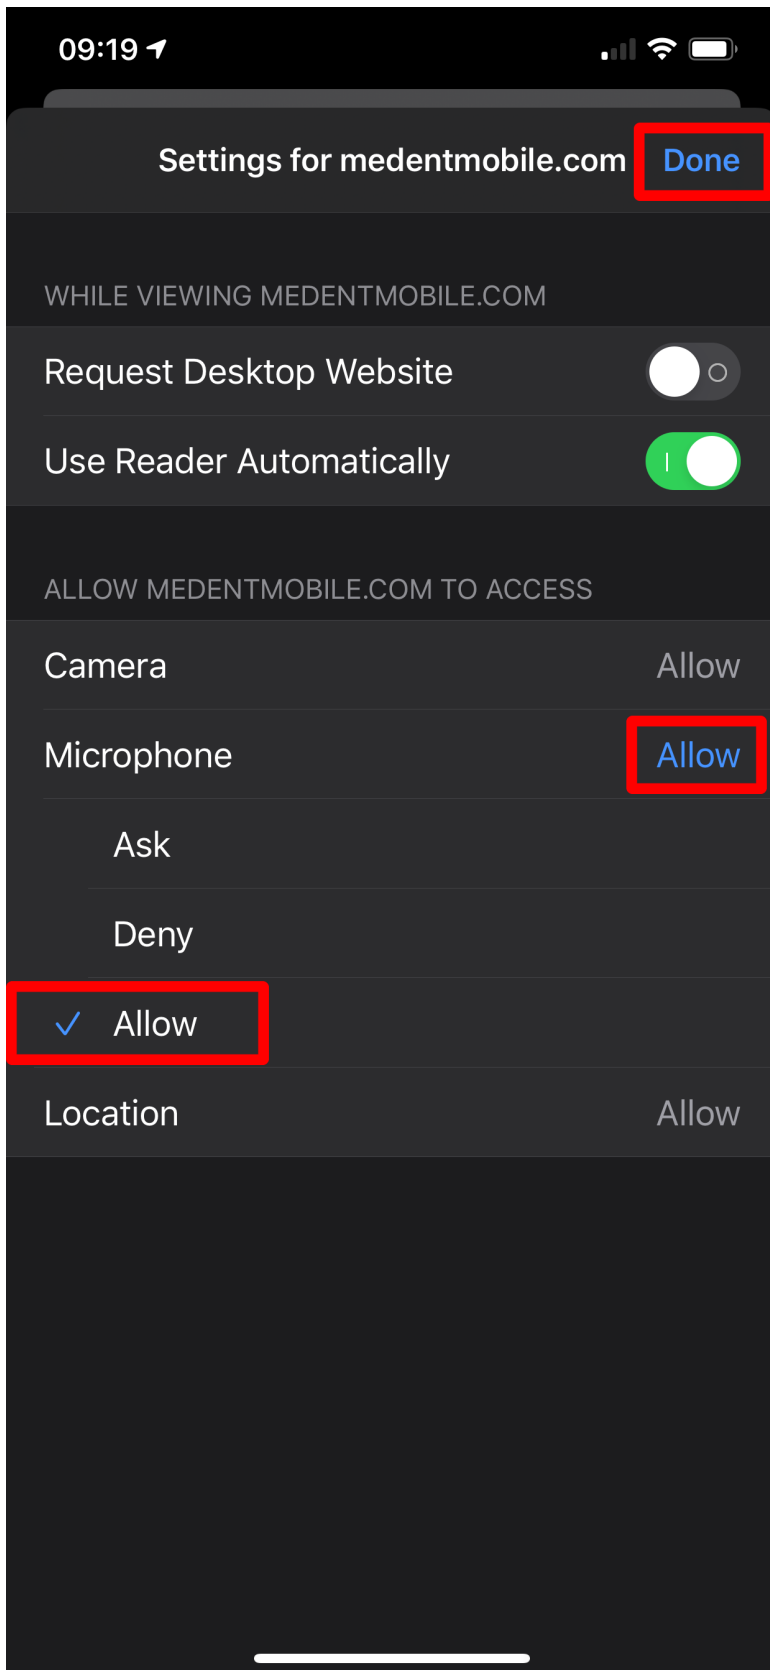 09:19
Settings for medentmobile.com Done
WHILE VIEWING MEDENTMOBILE.COM
Request Desktop Website
Use Reader Automatically
ALLOW MEDENTMOBILE.COM TO ACCESS
Camera Allow
Microphone Allow
Ask
Deny
Allow
Location Allow